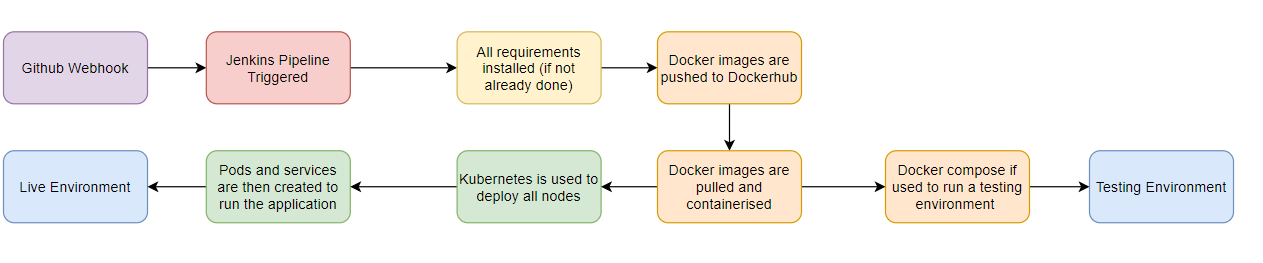 Github Webhook
Jenkins Pipeline
Triggered
All requirements
installed (if not
already done)
Docker images are
pushed to Dockerhub
Live Environment
Pods and services
are then created to
run the application
Kubernetes is used to
deploy all nodes
Docker images are
pulled and
containerised
Docker compose if
used to run a testing
environment
Testing Environment